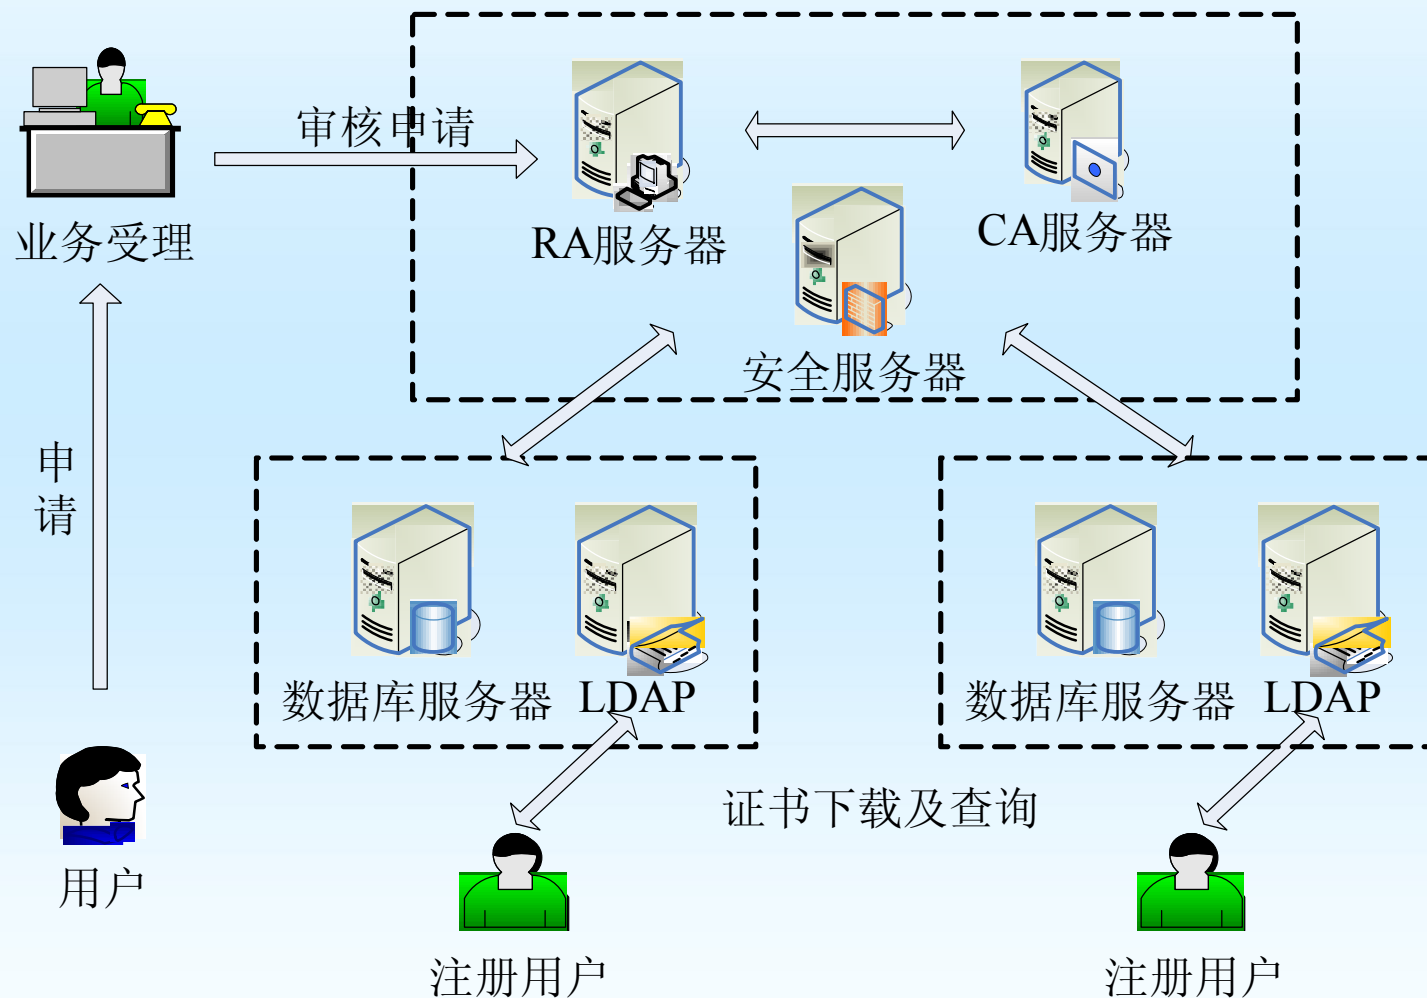 审核申请
业务受理
RA服务器
CA服务器
安全服务器
申
请
数据库服务器 LDAP
数据库服务器 LDAP
证书下载及查询
用户
注册用户
注册用户